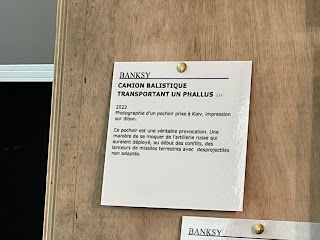 BANKSY
CAMION BALISTIQUE
TRANSPORTANT UN PHALLUS
2022
Photographie d'un pochoir prise à Kiev, impression
sur dibon.
Ce pochoir est une véritable provocation. Une
manière de se moquer de l'artillerie russe qui
auraient déployé, au début des conflits, des
lanceurs de missiles terrestres avec desprojectiles
non adaptés.
BANKSY